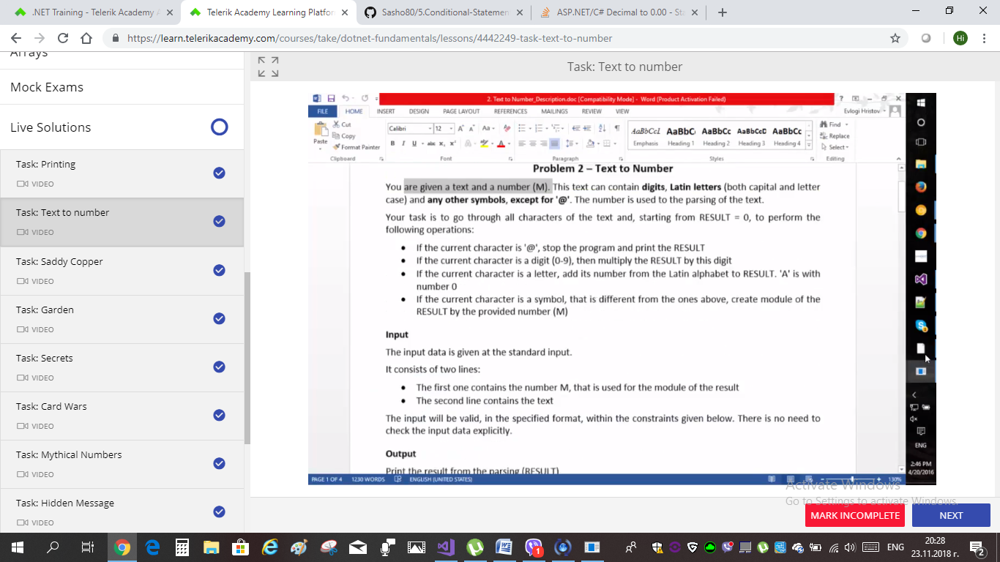 .NET Training - Telerik Academy A
Telerik Academy Learning Platfor
Sasho80/5.Conditional-Statemen
ASP.NET/C# Decimal to 0.00 - Sta
https://learn.telerikacademy.com/courses/take/dotnet-fundamentals/lessons/4442249-task-text-to-number
Hi
Arrays
Mock Exams
Live Solutions
Task: Printing
VIDEO
Task: Text to number
VIDEO
Task: Saddy Copper
VIDEO
Task: Garden
VIDEO
Task: Secrets
VIDEO
Task: Card Wars
VIDEO
Task: Mythical Numbers
VIDEO
Task: Hidden Message
VIDEO
Task: Text to number
2. Text to Number_Description.doc [Compatibility Mode] - Word (Product Activation Failed)
FILE HOME INSERT DESIGN PAGE LAYOUT REFERENCES MAILINGS REVIEW VIEW Evlogi Hristov
Paste
Cut
Copy
Format Painter
Clipboard
Calibri 12
Font
Paragraph
AaBbCcI AaBbC AaBbCc AaBbCcD AaBbCc
Emphasis Heading 1 Heading 2 Heading 3 Heading 4
Styles
Find
Replace
Select
Editing
Problem 2 – Text to Number
You are given a text and a number (M). This text can contain digits, Latin letters (both capital and letter
case) and any other symbols, except for '@'. The number is used to the parsing of the text.
Your task is to go through all characters of the text and, starting from RESULT = 0, to perform the
following operations:
• If the current character is '@', stop the program and print the RESULT
• If the current character is a digit (0-9), then multiply the RESULT by this digit
• If the current character is a letter, add its number from the Latin alphabet to RESULT. 'A' is with
number 0
• If the current character is a symbol, that is different from the ones above, create module of the
RESULT by the provided number (M)
Input
The input data is given at the standard input.
It consists of two lines:
• The first one contains the number M, that is used for the module of the result
• The second line contains the text
The input will be valid, in the specified format, within the constraints given below. There is no need to
check the input data explicitly.
Output
Print the result from the parsing (RESULT)
PAGE 1 OF 4 1230 WORDS ENGLISH (UNITED STATES) 130%
ENG
2:46 PM
4/20/2016
Activate Windows
Go to Settings to activate Windows.
MARK INCOMPLETE
NEXT
ENG
20:28
23.11.2018 г.
2